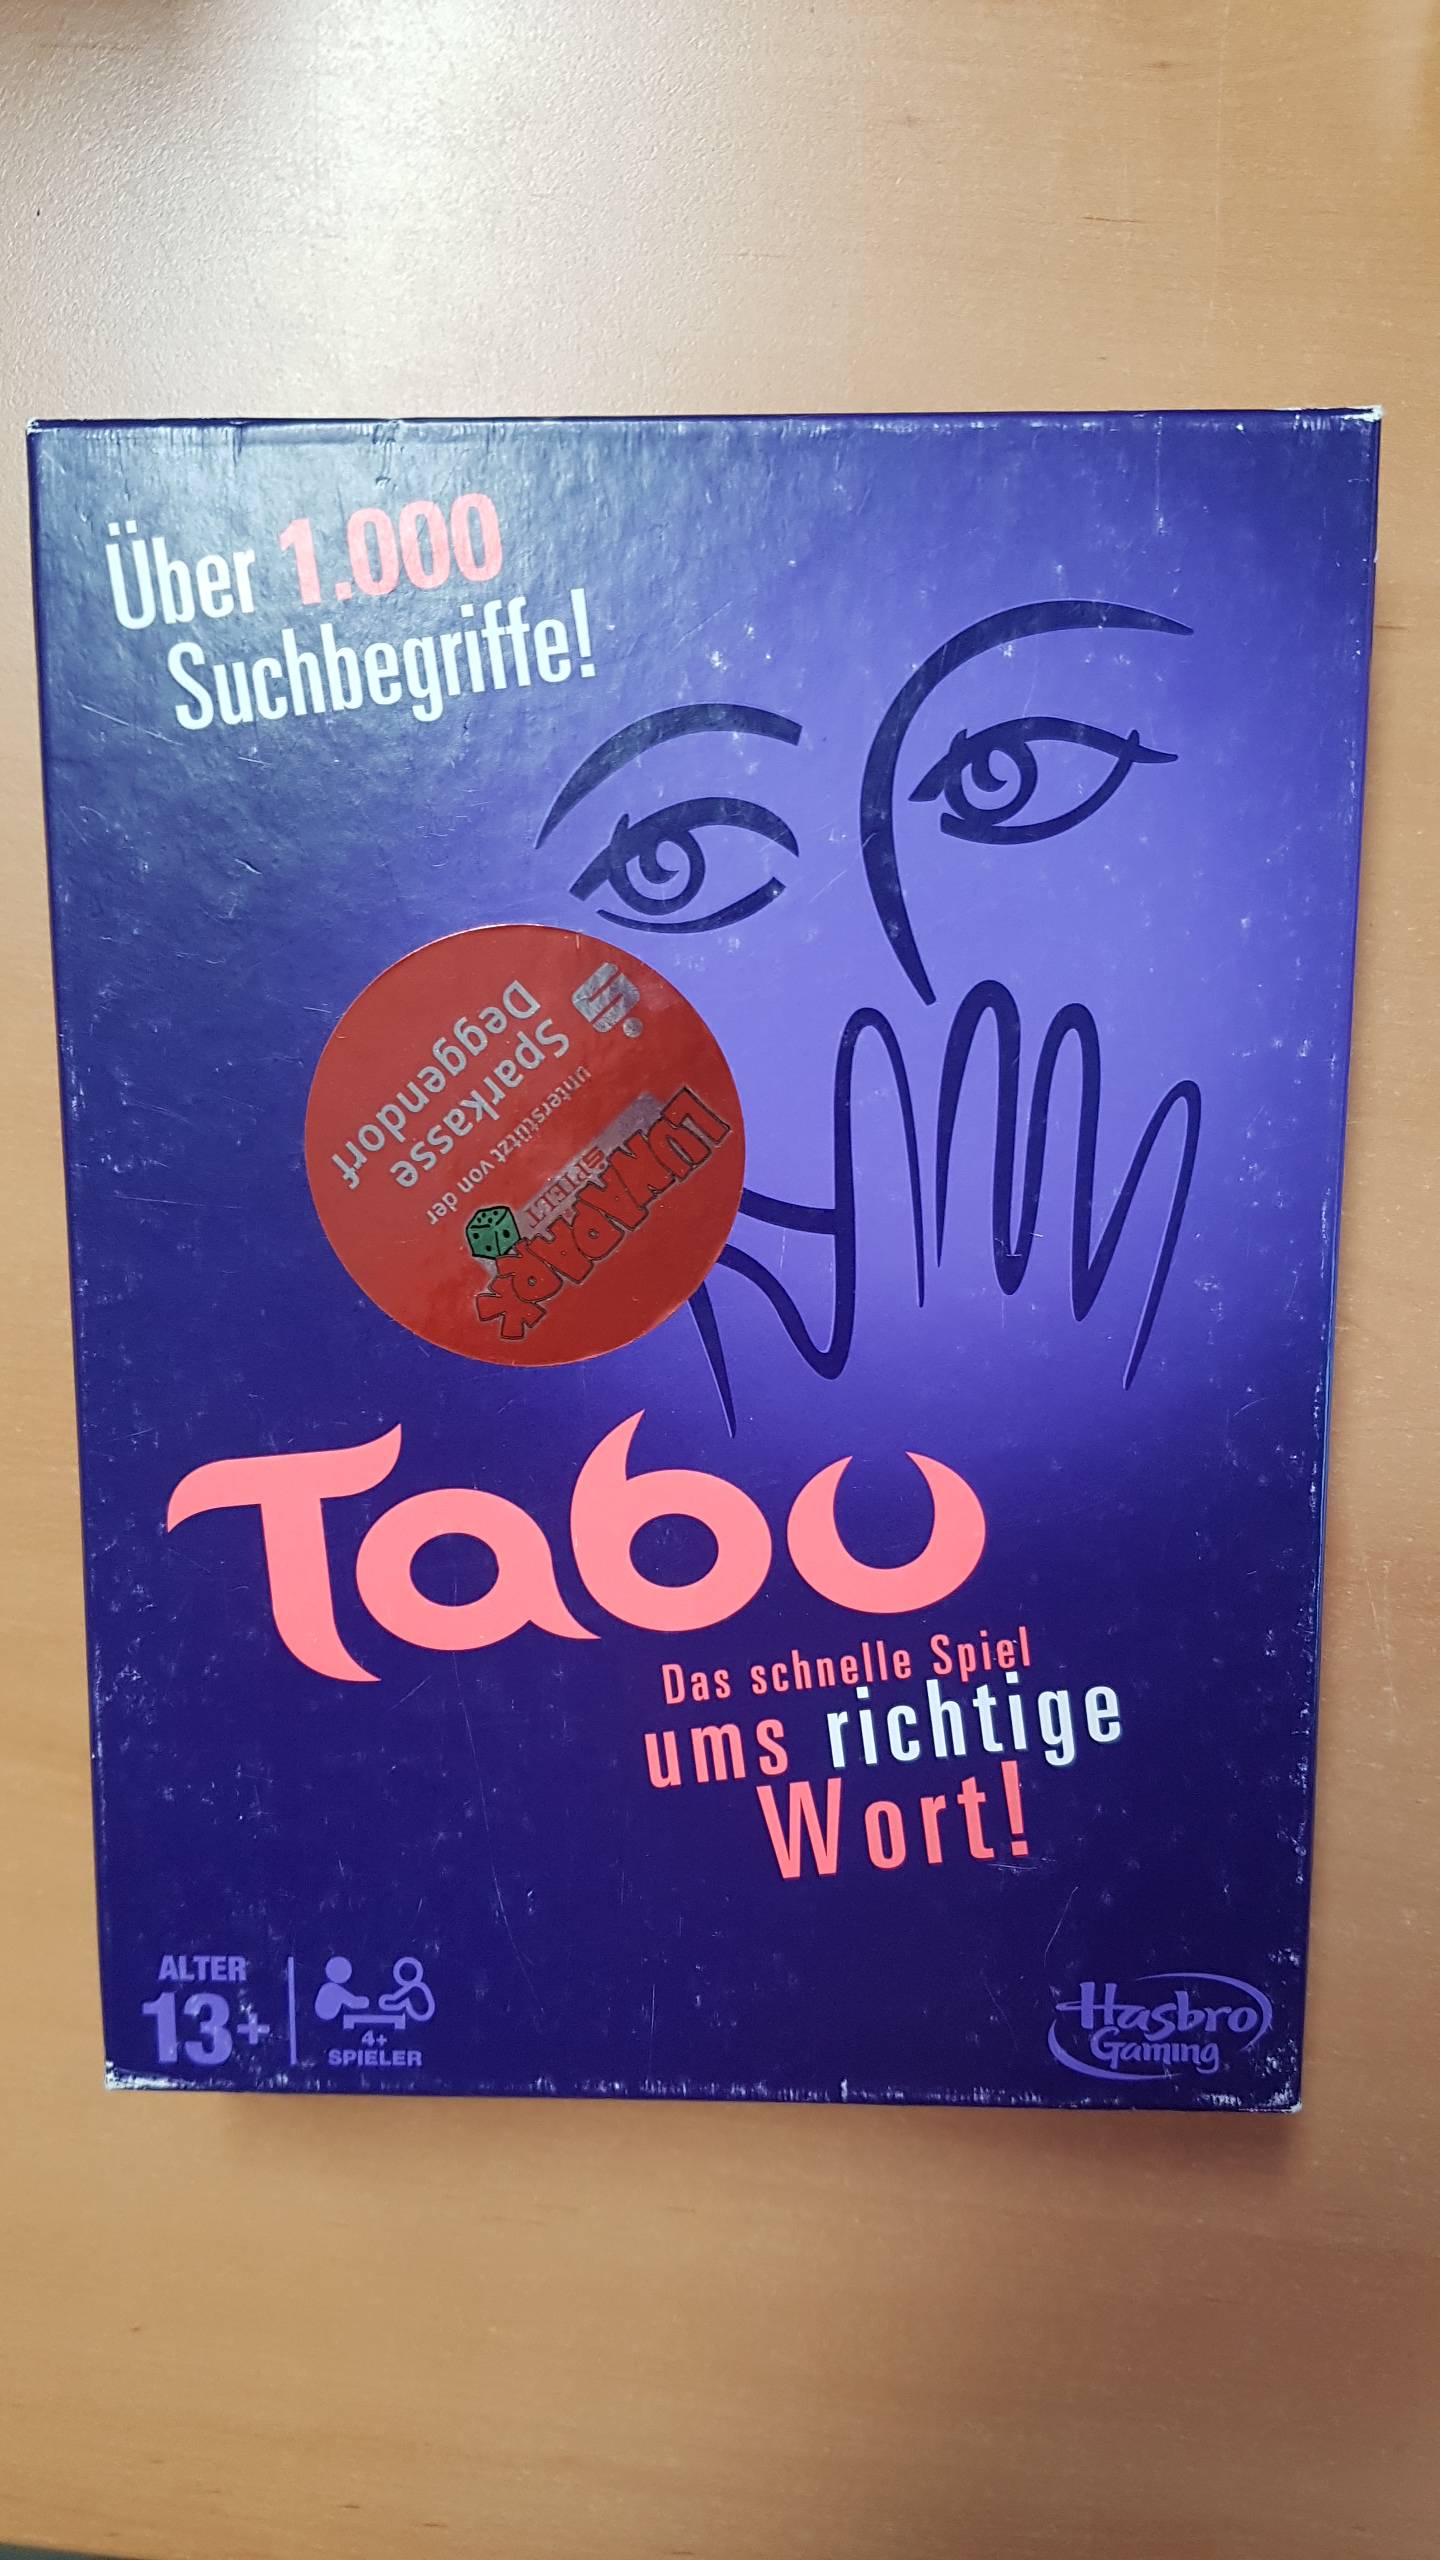 Über 1.000
Suchbegriffe!
LUNAPARK
SPIELT
unterstützt von der
Sparkasse
Deggendorf
Tabu
Das schnelle Spiel
ums richtige
Wort!
ALTER
13+
4+
SPIELER
Hasbro
Gaming